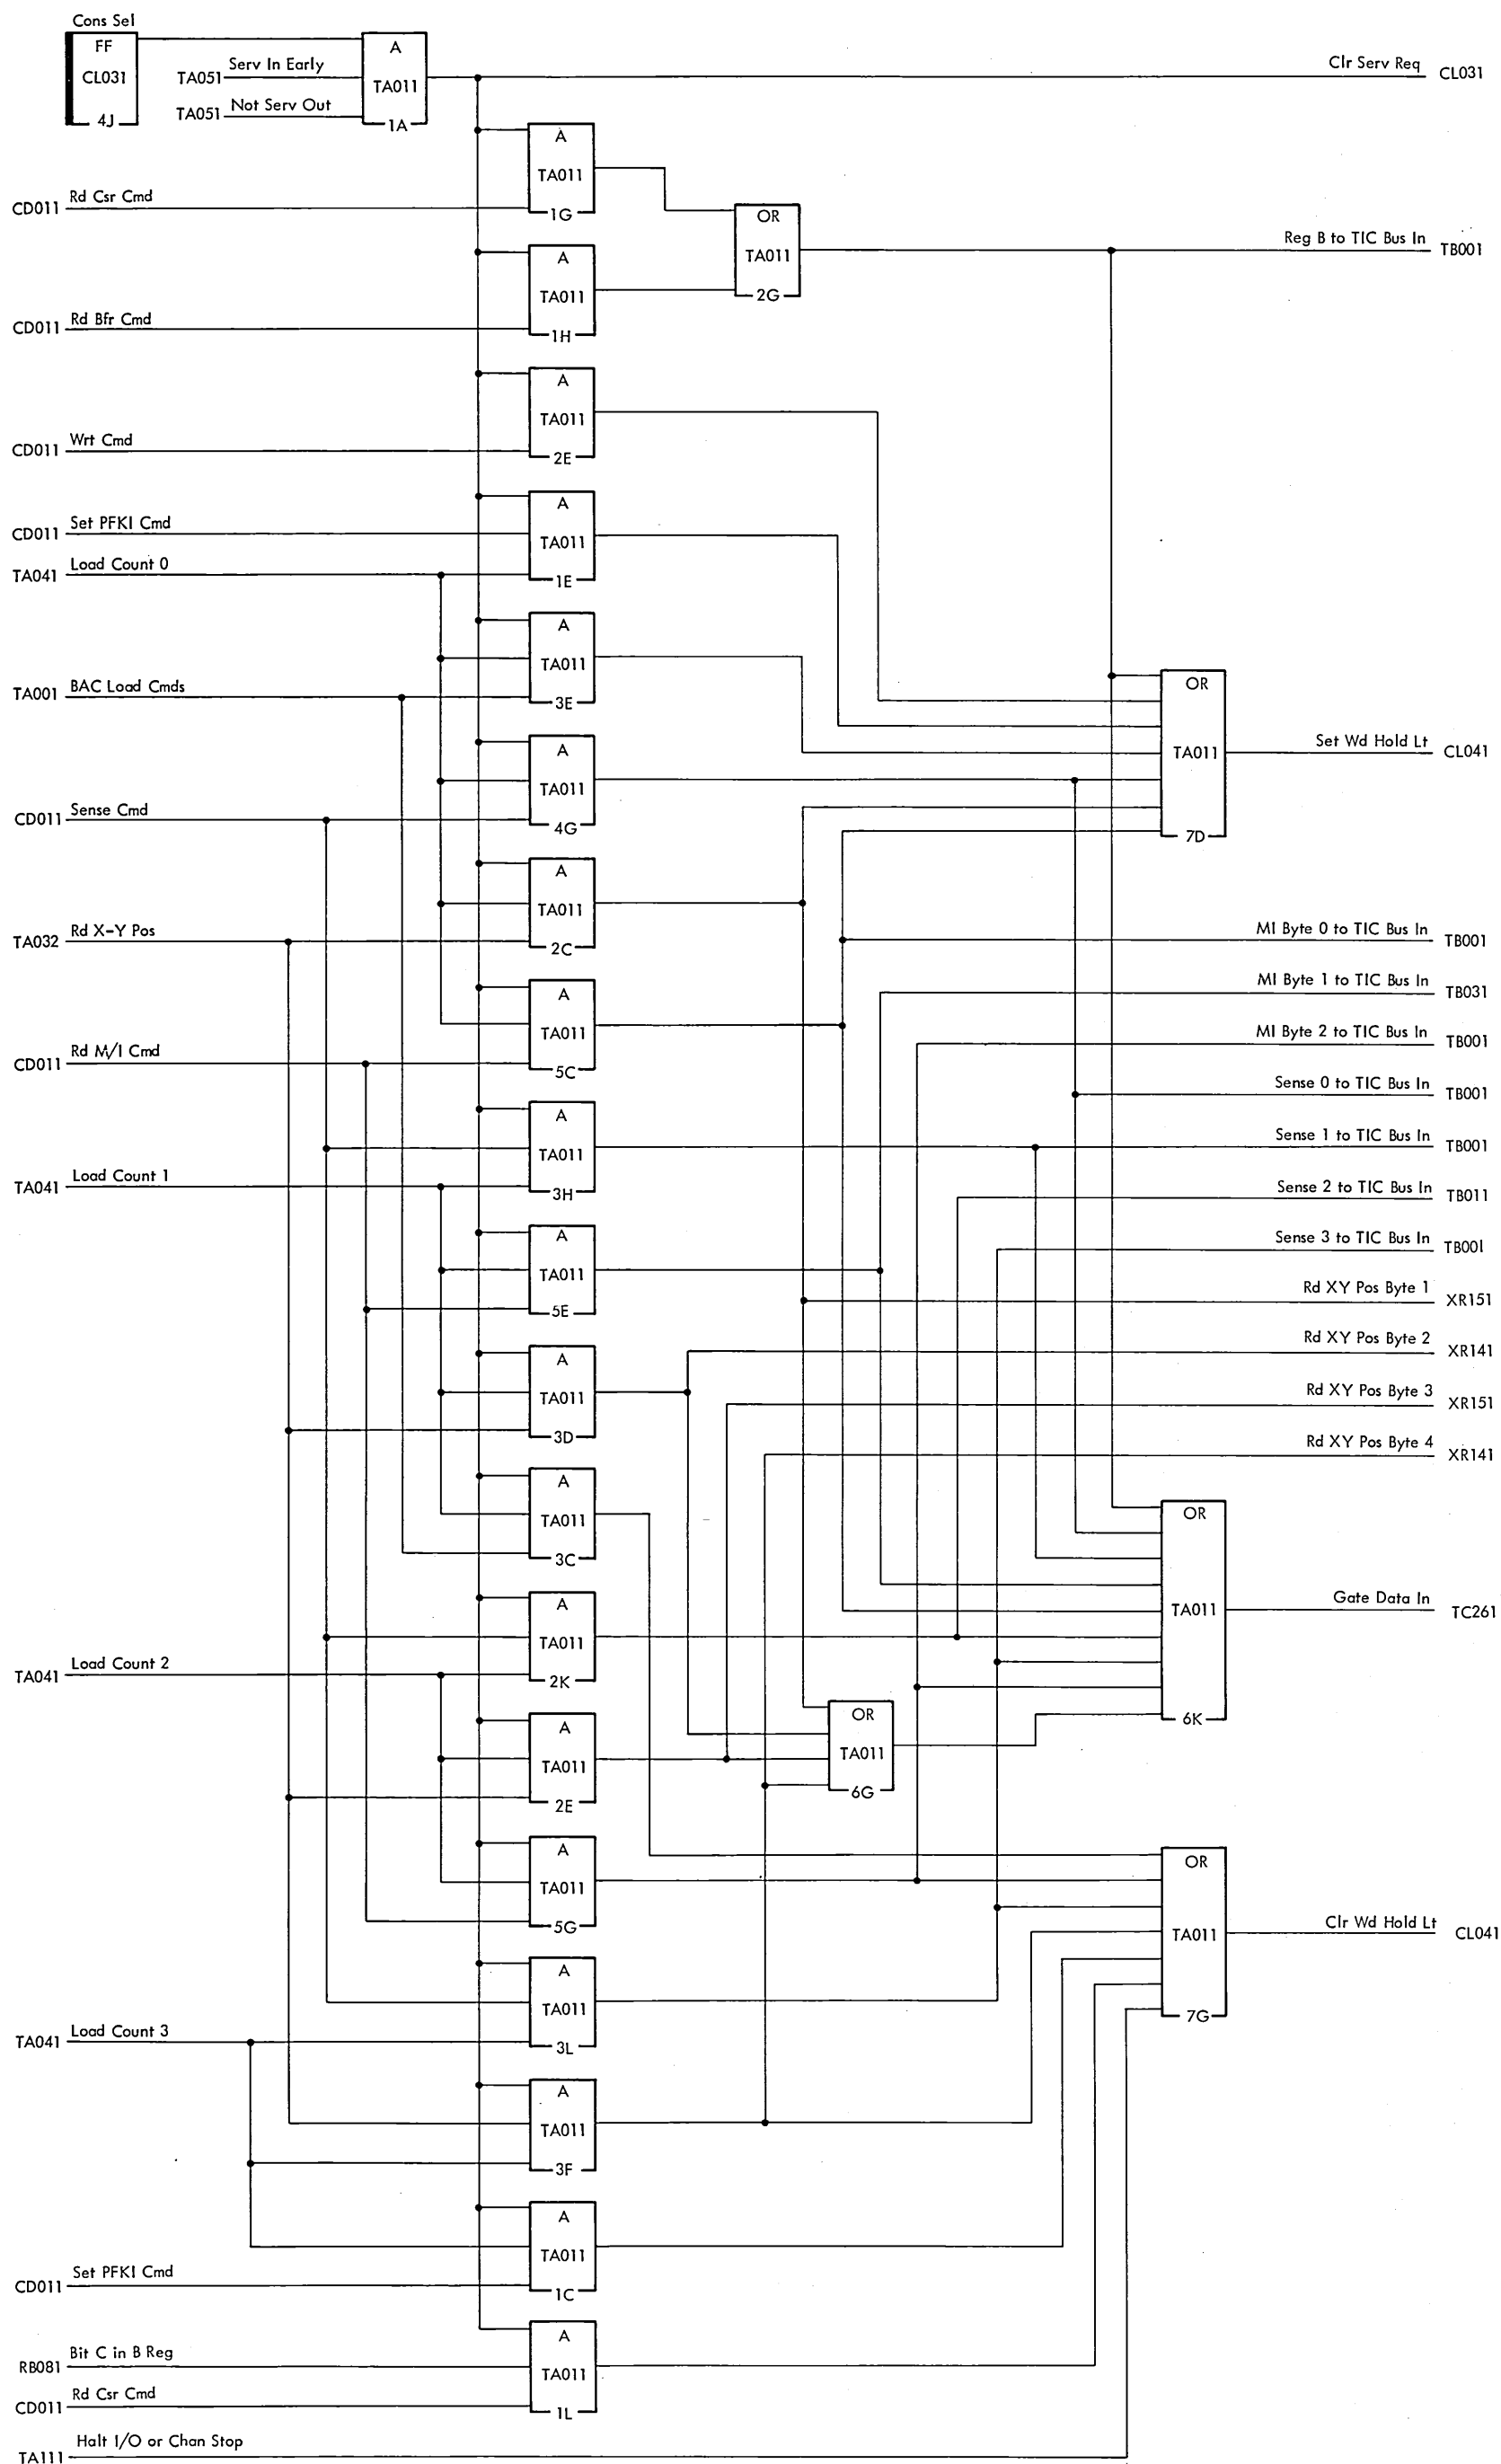 Cons Sel
FF
CL031
4J
TA051 Serv In Early
TA051 Not Serv Out
A
TA011
1A
Clr Serv Req CL031
A
TA011
1G
CD011 Rd Csr Cmd
OR
TA011
2G
Reg B to TIC Bus In TB001
A
TA011
1H
CD011 Rd Bfr Cmd
A
TA011
2E
CD011 Wrt Cmd
A
TA011
1E
CD011 Set PFKI Cmd
TA041 Load Count 0
A
TA011
3E
TA001 BAC Load Cmds
OR
TA011
7D
Set Wd Hold Lt CL041
A
TA011
4G
CD011 Sense Cmd
A
TA011
2C
TA032 Rd X-Y Pos
MI Byte 0 to TIC Bus In TB001
MI Byte 1 to TIC Bus In TB031
MI Byte 2 to TIC Bus In TB001
A
TA011
5C
CD011 Rd M/I Cmd
Sense 0 to TIC Bus In TB001
Sense 1 to TIC Bus In TB001
Sense 2 to TIC Bus In TB011
Sense 3 to TIC Bus In TB001
A
TA011
3H
TA041 Load Count 1
A
TA011
5E
Rd XY Pos Byte 1 XR151
Rd XY Pos Byte 2 XR141
Rd XY Pos Byte 3 XR151
Rd XY Pos Byte 4 XR141
A
TA011
3D
A
TA011
3C
OR
TA011
6K
Gate Data In TC261
A
TA011
2K
TA041 Load Count 2
A
TA011
2E
OR
TA011
6G
A
TA011
5G
OR
TA011
7G
Clr Wd Hold Lt CL041
A
TA011
3L
TA041 Load Count 3
A
TA011
3F
A
TA011
1C
CD011 Set PFKI Cmd
A
TA011
1L
RB081 Bit C in B Reg
CD011 Rd Csr Cmd
TA111 Halt I/O or Chan Stop